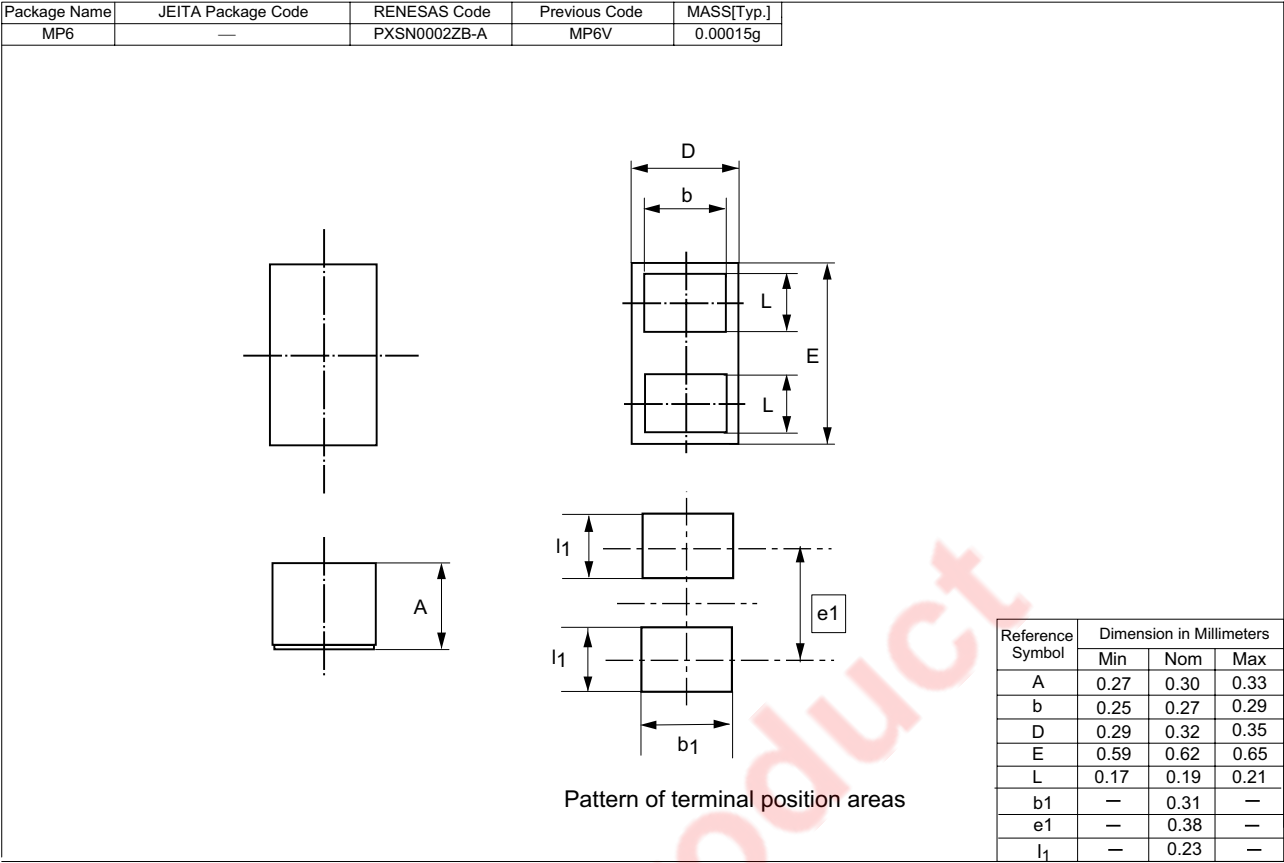 Package Name JEITA Package Code RENESAS Code Previous Code MASS[Typ.]
MP6 — PXSN0002ZB-A MP6V 0.00015g
D
b
L
E
L
l1
A
e1
l1
b1
Pattern of terminal position areas
Reference Symbol Dimension in Millimeters
Min Nom Max
A 0.27 0.30 0.33
b 0.25 0.27 0.29
D 0.29 0.32 0.35
E 0.59 0.62 0.65
L 0.17 0.19 0.21
b1 — 0.31 —
e1 — 0.38 —
l1 — 0.23 —
oduct